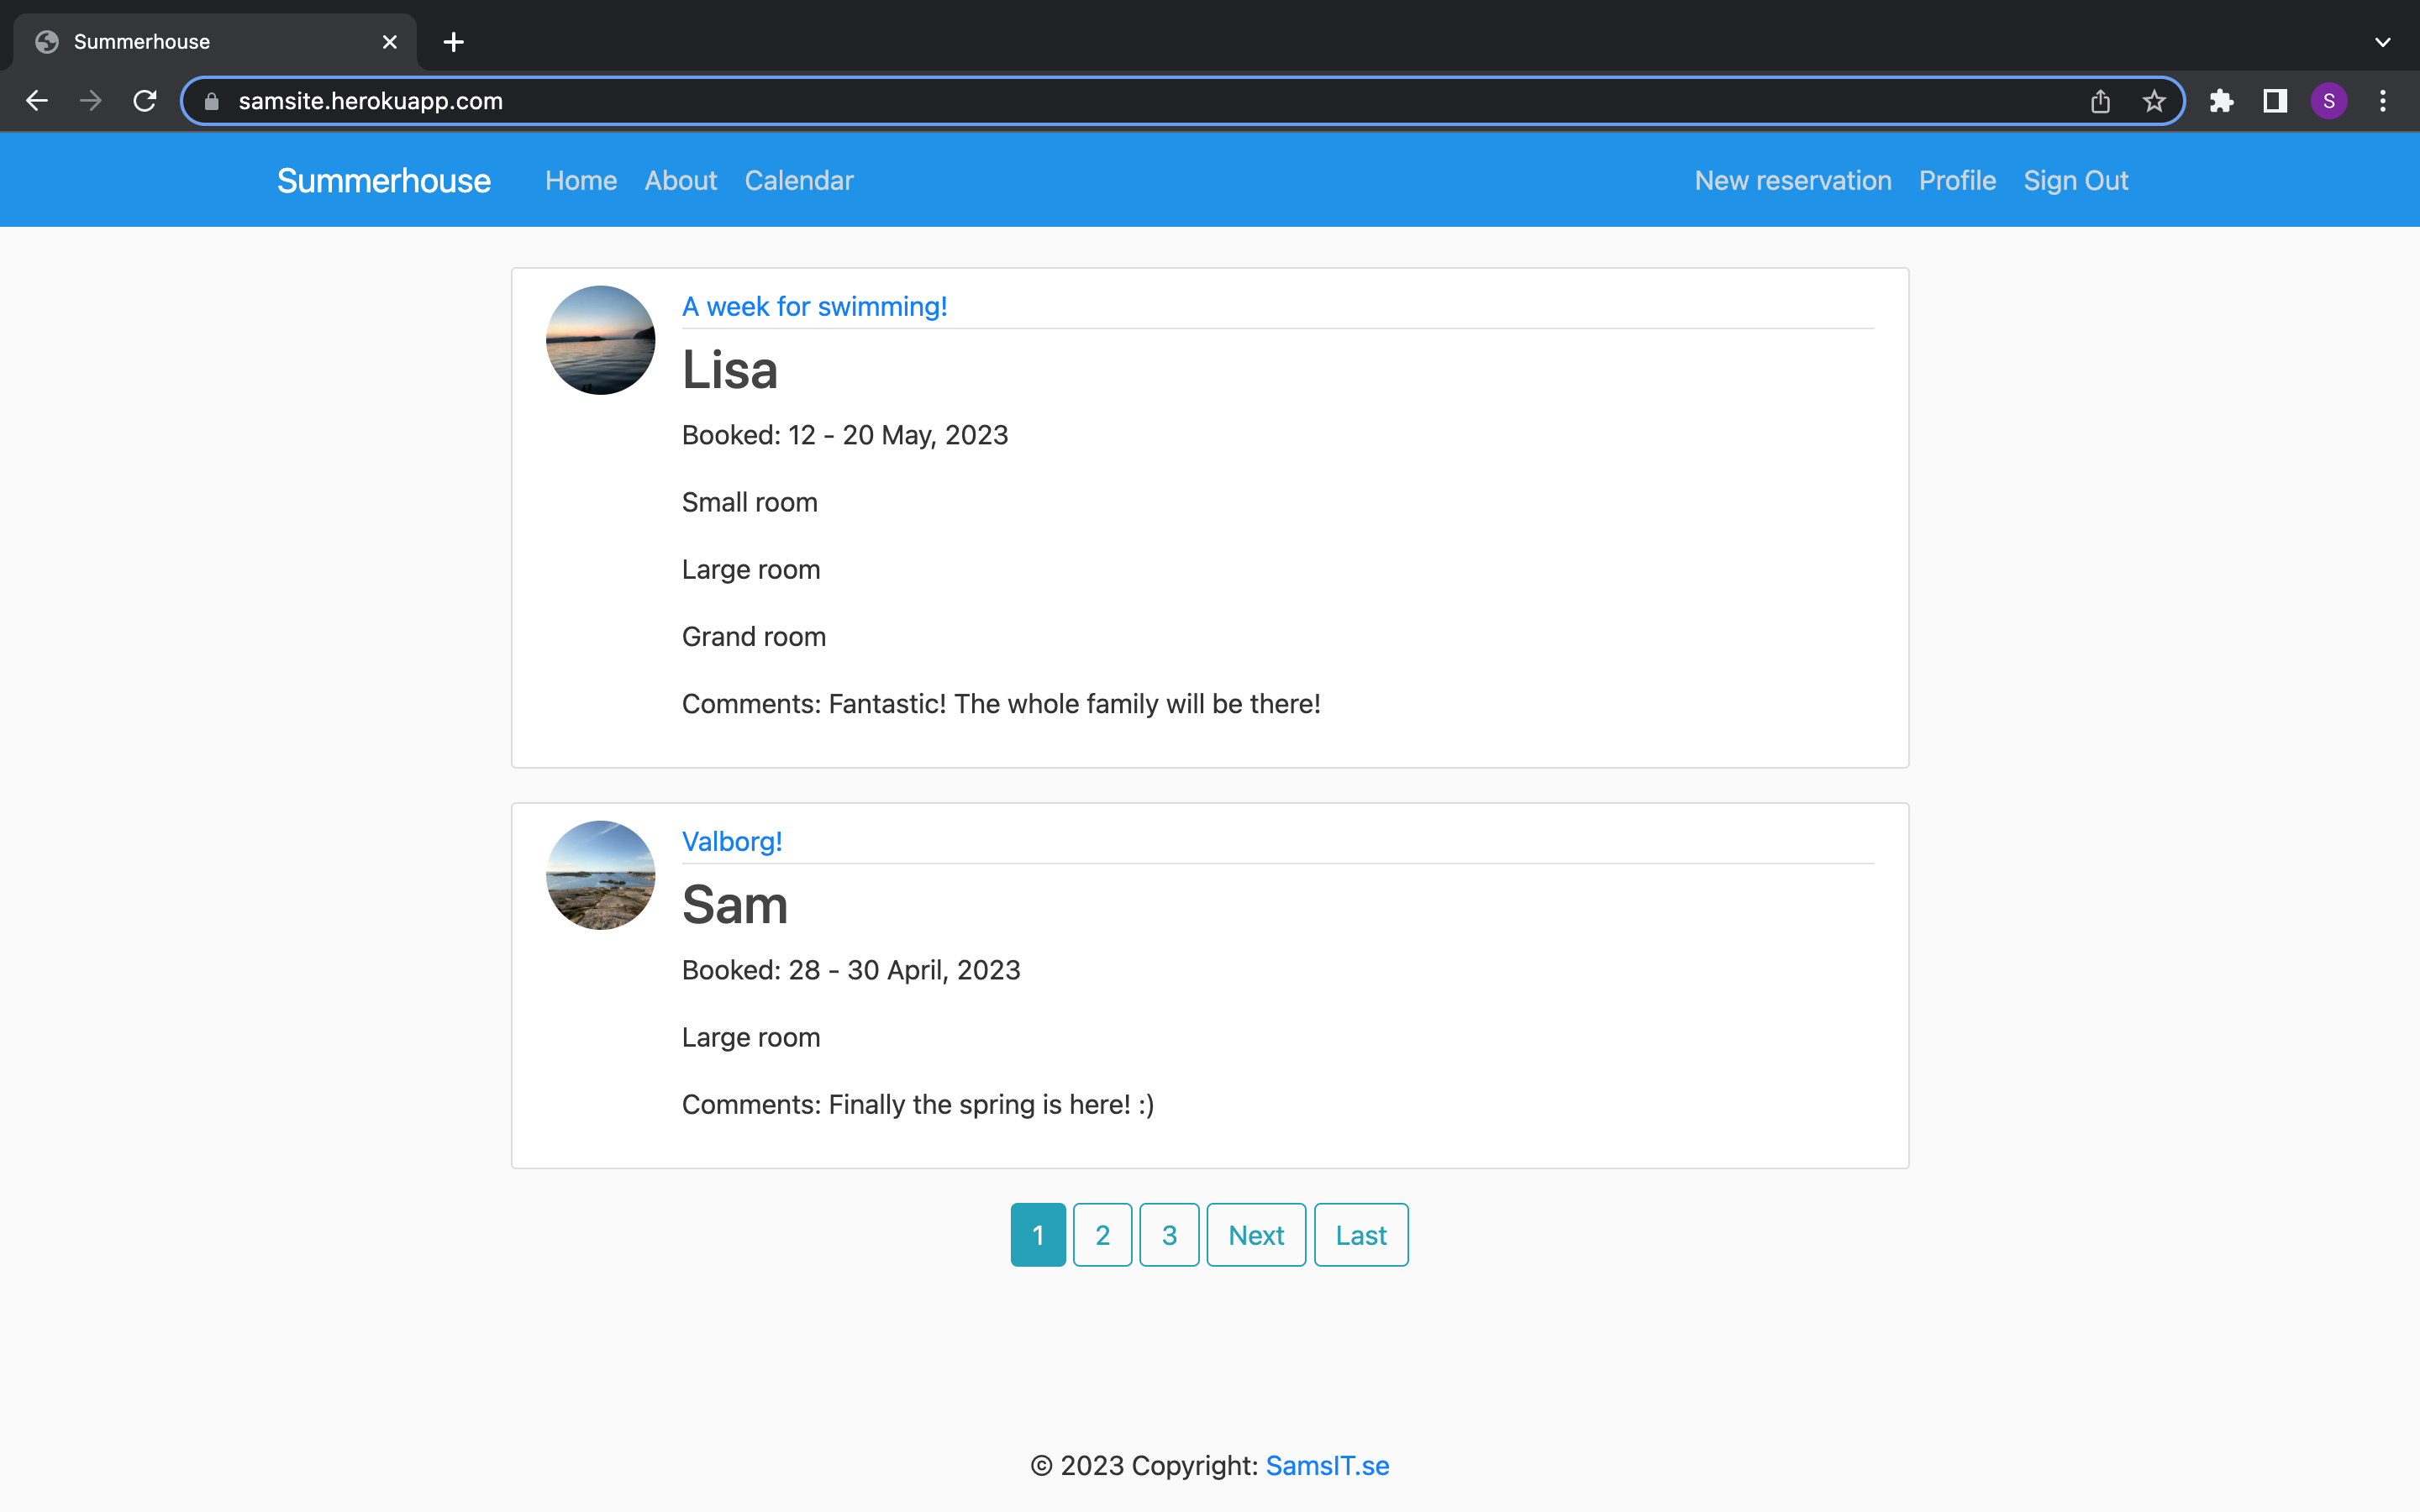 Summerhouse
samsite.herokuapp.com
S
Summerhouse Home About Calendar New reservation Profile Sign Out
A week for swimming!
Lisa
Booked: 12 - 20 May, 2023
Small room
Large room
Grand room
Comments: Fantastic! The whole family will be there!
Valborg!
Sam
Booked: 28 - 30 April, 2023
Large room
Comments: Finally the spring is here! :)
1 2 3 Next Last
© 2023 Copyright: SamsIT.se